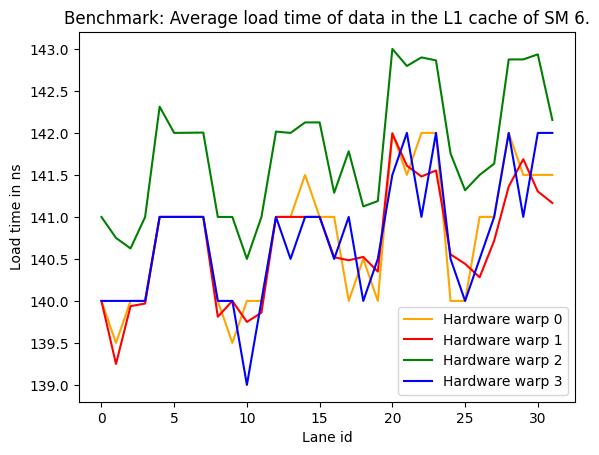 Benchmark: Average load time of data in the L1 cache of SM 6.
143.0
142.5
142.0
141.5
141.0
140.5
140.0
139.5
139.0
Load time in ns
Hardware warp 0
Hardware warp 1
Hardware warp 2
Hardware warp 3
0 5 10 15 20 25 30
Lane id